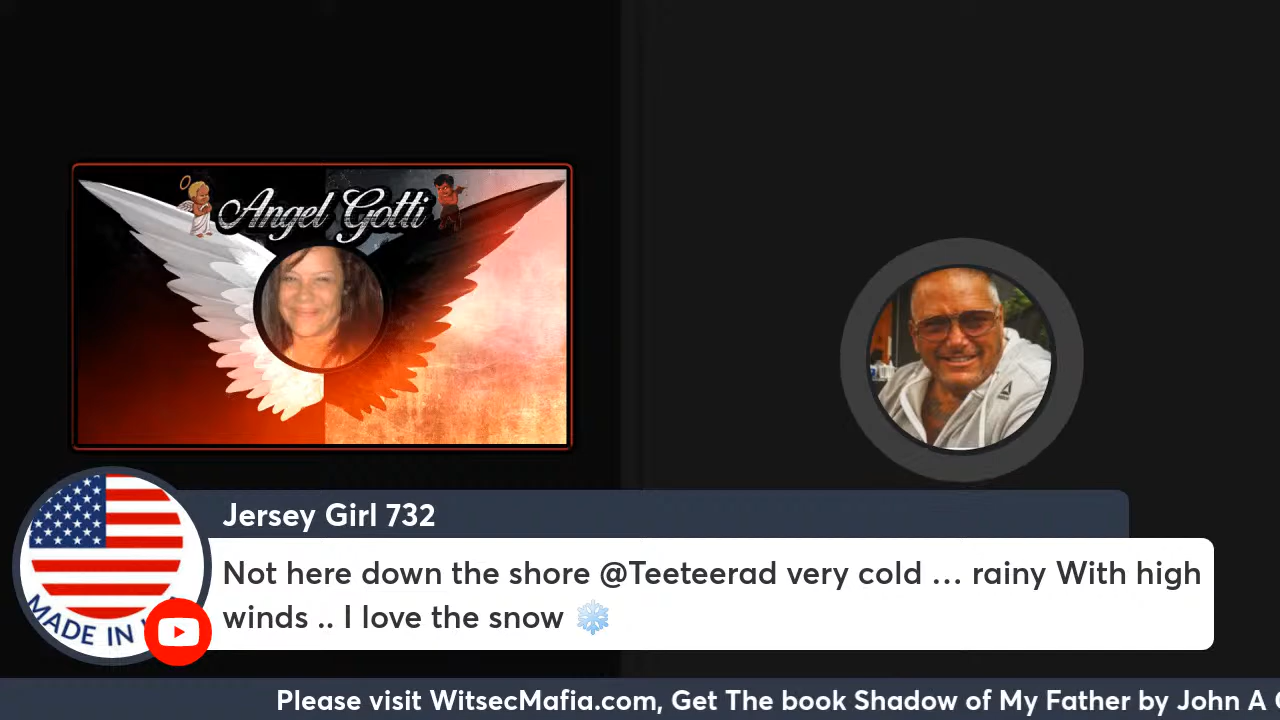 Angel Gotti
Jersey Girl 732
Not here down the shore @Teeteerad very cold … rainy With high
winds .. I love the snow ❄️
MADE IN
Please visit WitsecMafia.com, Get The book Shadow of My Father by John A